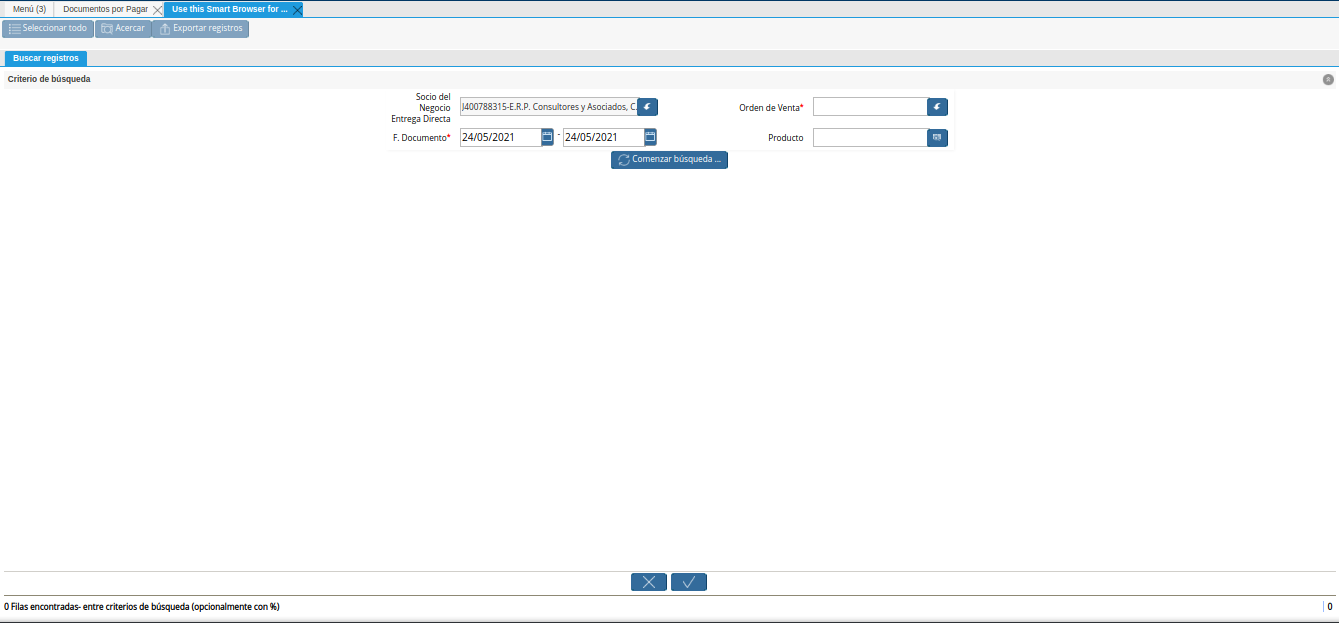 Menú (3) Documentos por Pagar Use this Smart Browser for ...
Seleccionar todo Acercar Exportar registros
Buscar registros
Criterio de búsqueda
Socio del
Negocio
Entrega Directa
J400788315-E.R.P. Consultores y Asociados, C.
Orden de Venta*
F. Documento* 24/05/2021 - 24/05/2021 Producto
Comenzar búsqueda ...
0 Filas encontradas- entre criterios de búsqueda (opcionalmente con %) 0